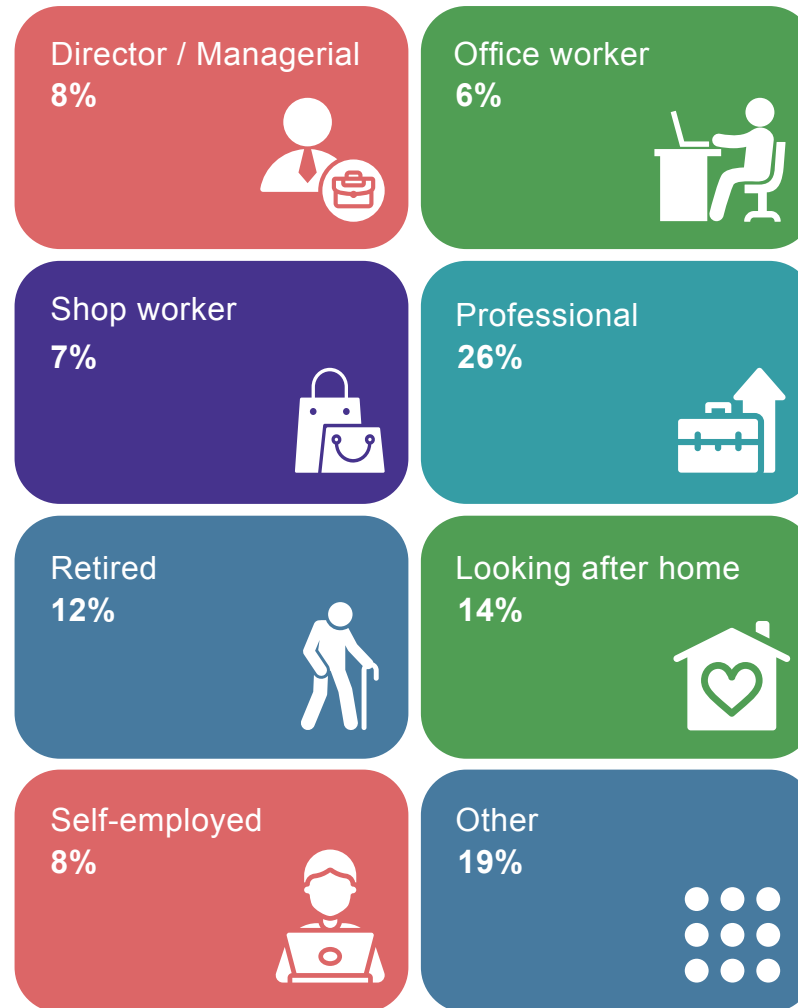 Director / Managerial
8%
Office worker
6%
Shop worker
7%
Professional
26%
Retired
12%
Looking after home
14%
Self-employed
8%
Other
19%